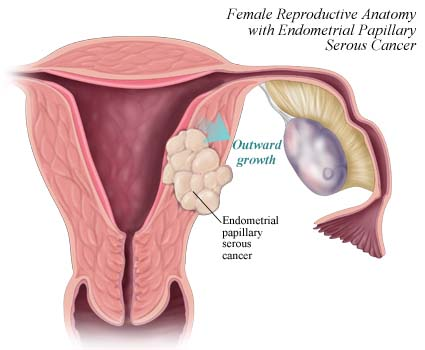 Female Reproductive Anatomy
with Endometrial Papillary
Serous Cancer
Outward
growth
Endometrial
papillary
serous
cancer